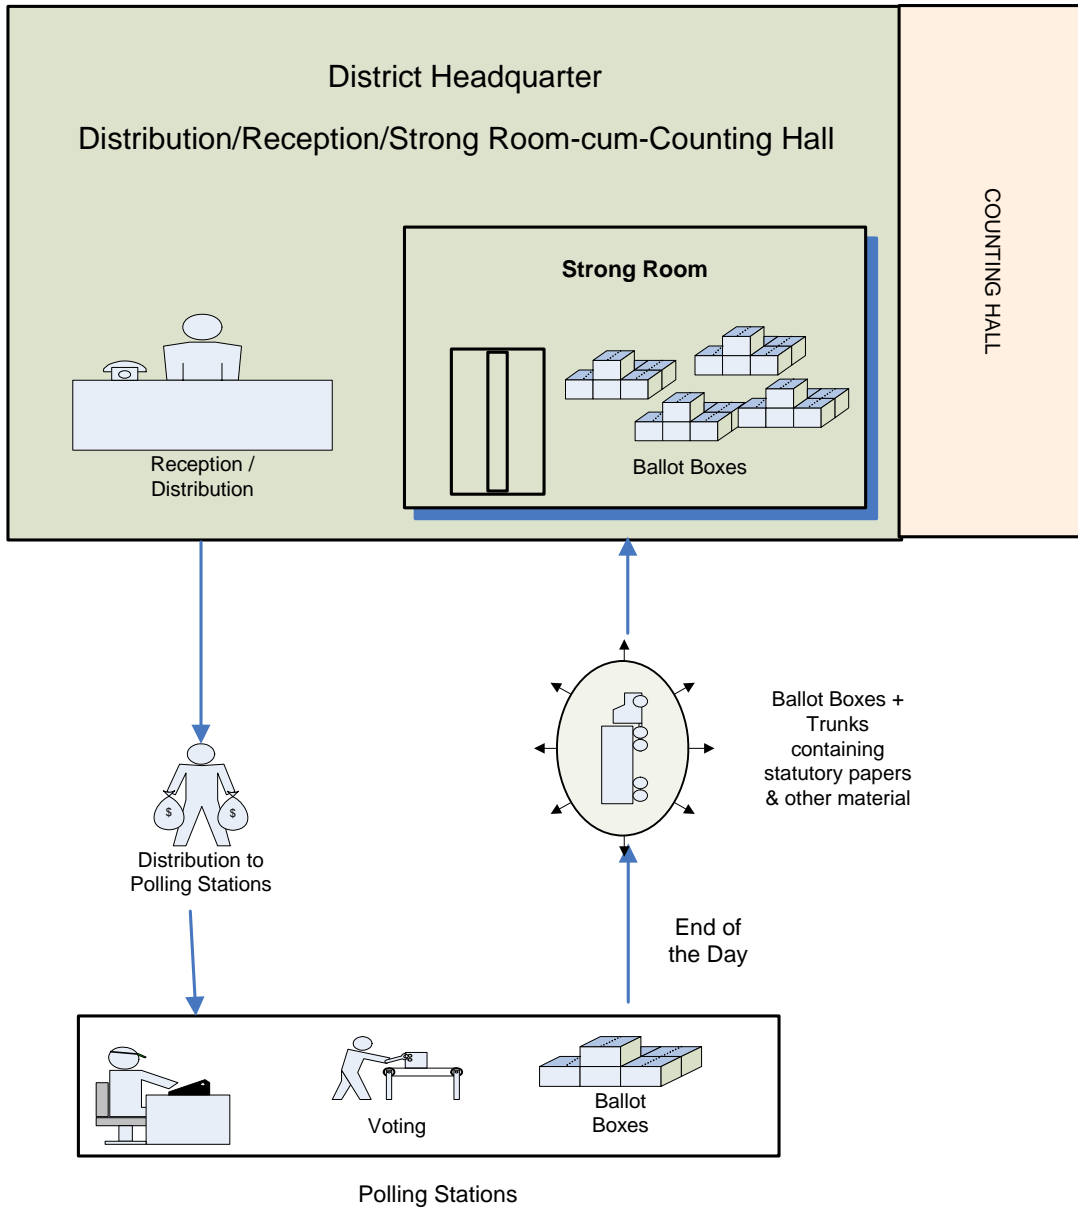 District Headquarter
Distribution/Reception/Strong Room-cum-Counting Hall
COUNTING HALL
Strong Room
Reception /
Distribution
Ballot Boxes
Ballot Boxes +
Trunks
containing
statutory papers
& other material
$
$
Distribution to
Polling Stations
End of
the Day
Voting
Ballot
Boxes
Polling Stations